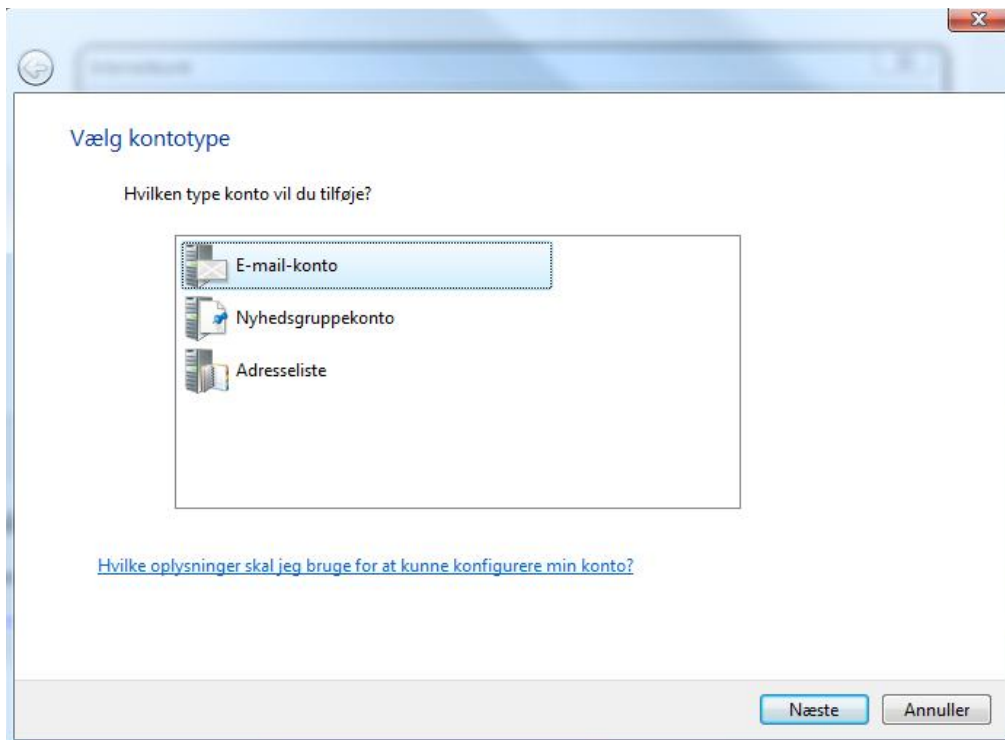 Vælg kontotype
Hvilken type konto vil du tilføje?
E-mail-konto
Nyhedsgruppekonto
Adresseliste
Hvilke oplysninger skal jeg bruge for at kunne konfigurere min konto?
Næste
Annuller